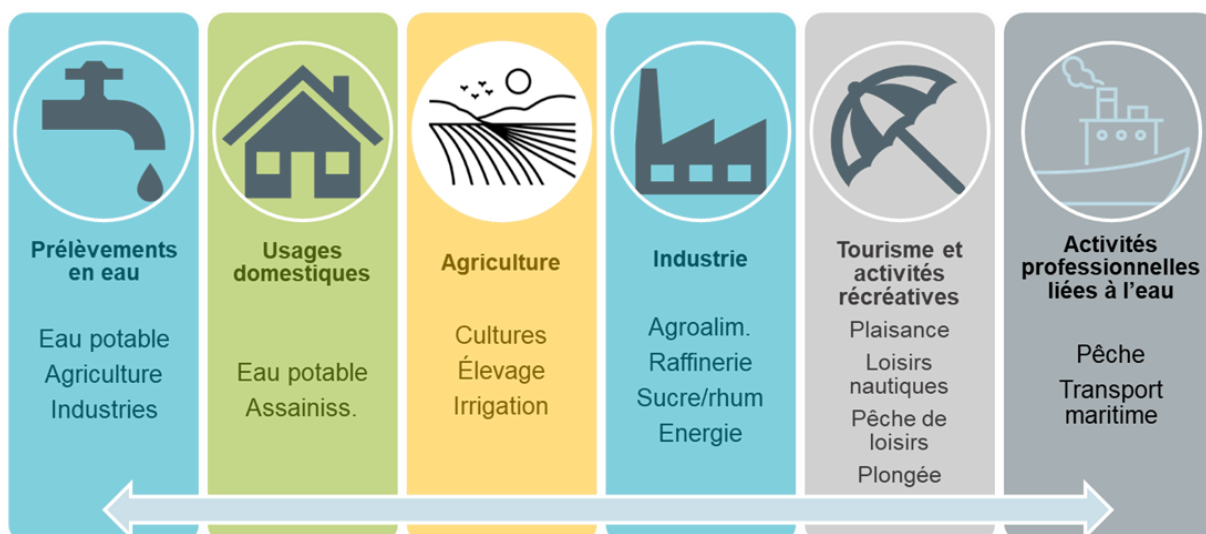 Prélèvements
en eau
Eau potable
Agriculture
Industries
Usages
domestiques
Eau potable
Assainiss.
Agriculture
Cultures
Élevage
Irrigation
Industrie
Agroalim.
Raffinerie
Sucre/rhum
Energie
Tourisme et
activités
récréatives
Plaisance
Loisirs
nautiques
Pêche de
loisirs
Plongée
Activités
professionnelles
liées à l’eau
Pêche
Transport
maritime